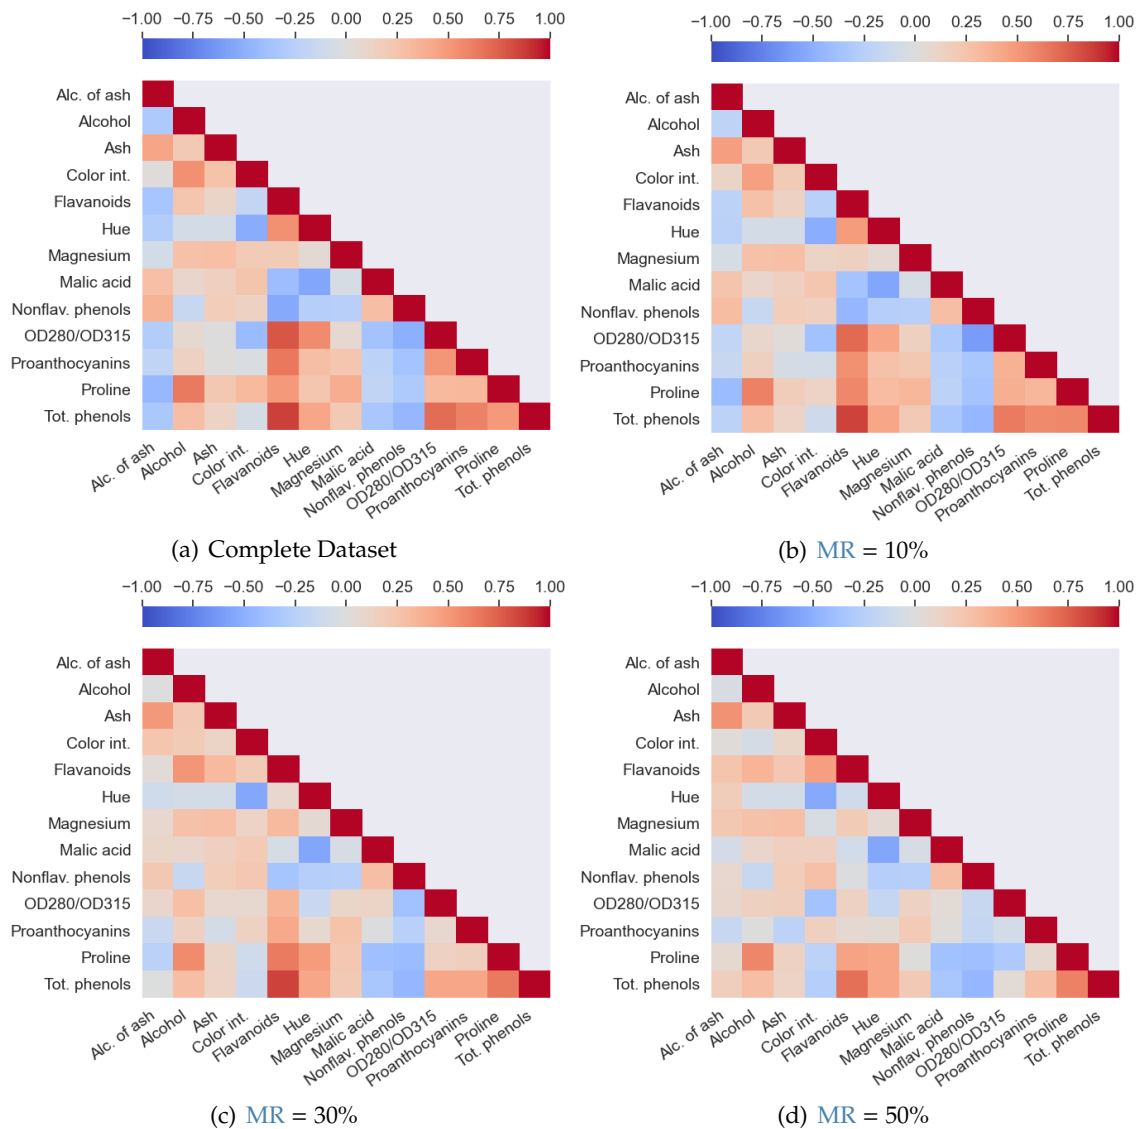 −1.00 −0.75 −0.50 −0.25 0.00 0.25 0.50 0.75 1.00
Alc. of ash
Alcohol
Ash
Color int.
Flavanoids
Hue
Magnesium
Malic acid
Nonflav. phenols
OD280/OD315
Proanthocyanins
Proline
Tot. phenols
Alc. of ash
Alcohol
Ash
Color int.
Flavanoids
Hue
Magnesium
Malic acid
Nonflav. phenols
OD280/OD315
Proanthocyanins
Proline
Tot. phenols
(a) Complete Dataset
−1.00 −0.75 −0.50 −0.25 0.00 0.25 0.50 0.75 1.00
Alc. of ash
Alcohol
Ash
Color int.
Flavanoids
Hue
Magnesium
Malic acid
Nonflav. phenols
OD280/OD315
Proanthocyanins
Proline
Tot. phenols
Alc. of ash
Alcohol
Ash
Color int.
Flavanoids
Hue
Magnesium
Malic acid
Nonflav. phenols
OD280/OD315
Proanthocyanins
Proline
Tot. phenols
(b) MR = 10%
−1.00 −0.75 −0.50 −0.25 0.00 0.25 0.50 0.75 1.00
Alc. of ash
Alcohol
Ash
Color int.
Flavanoids
Hue
Magnesium
Malic acid
Nonflav. phenols
OD280/OD315
Proanthocyanins
Proline
Tot. phenols
Alc. of ash
Alcohol
Ash
Color int.
Flavanoids
Hue
Magnesium
Malic acid
Nonflav. phenols
OD280/OD315
Proanthocyanins
Proline
Tot. phenols
(c) MR = 30%
−1.00 −0.75 −0.50 −0.25 0.00 0.25 0.50 0.75 1.00
Alc. of ash
Alcohol
Ash
Color int.
Flavanoids
Hue
Magnesium
Malic acid
Nonflav. phenols
OD280/OD315
Proanthocyanins
Proline
Tot. phenols
Alc. of ash
Alcohol
Ash
Color int.
Flavanoids
Hue
Magnesium
Malic acid
Nonflav. phenols
OD280/OD315
Proanthocyanins
Proline
Tot. phenols
(d) MR = 50%